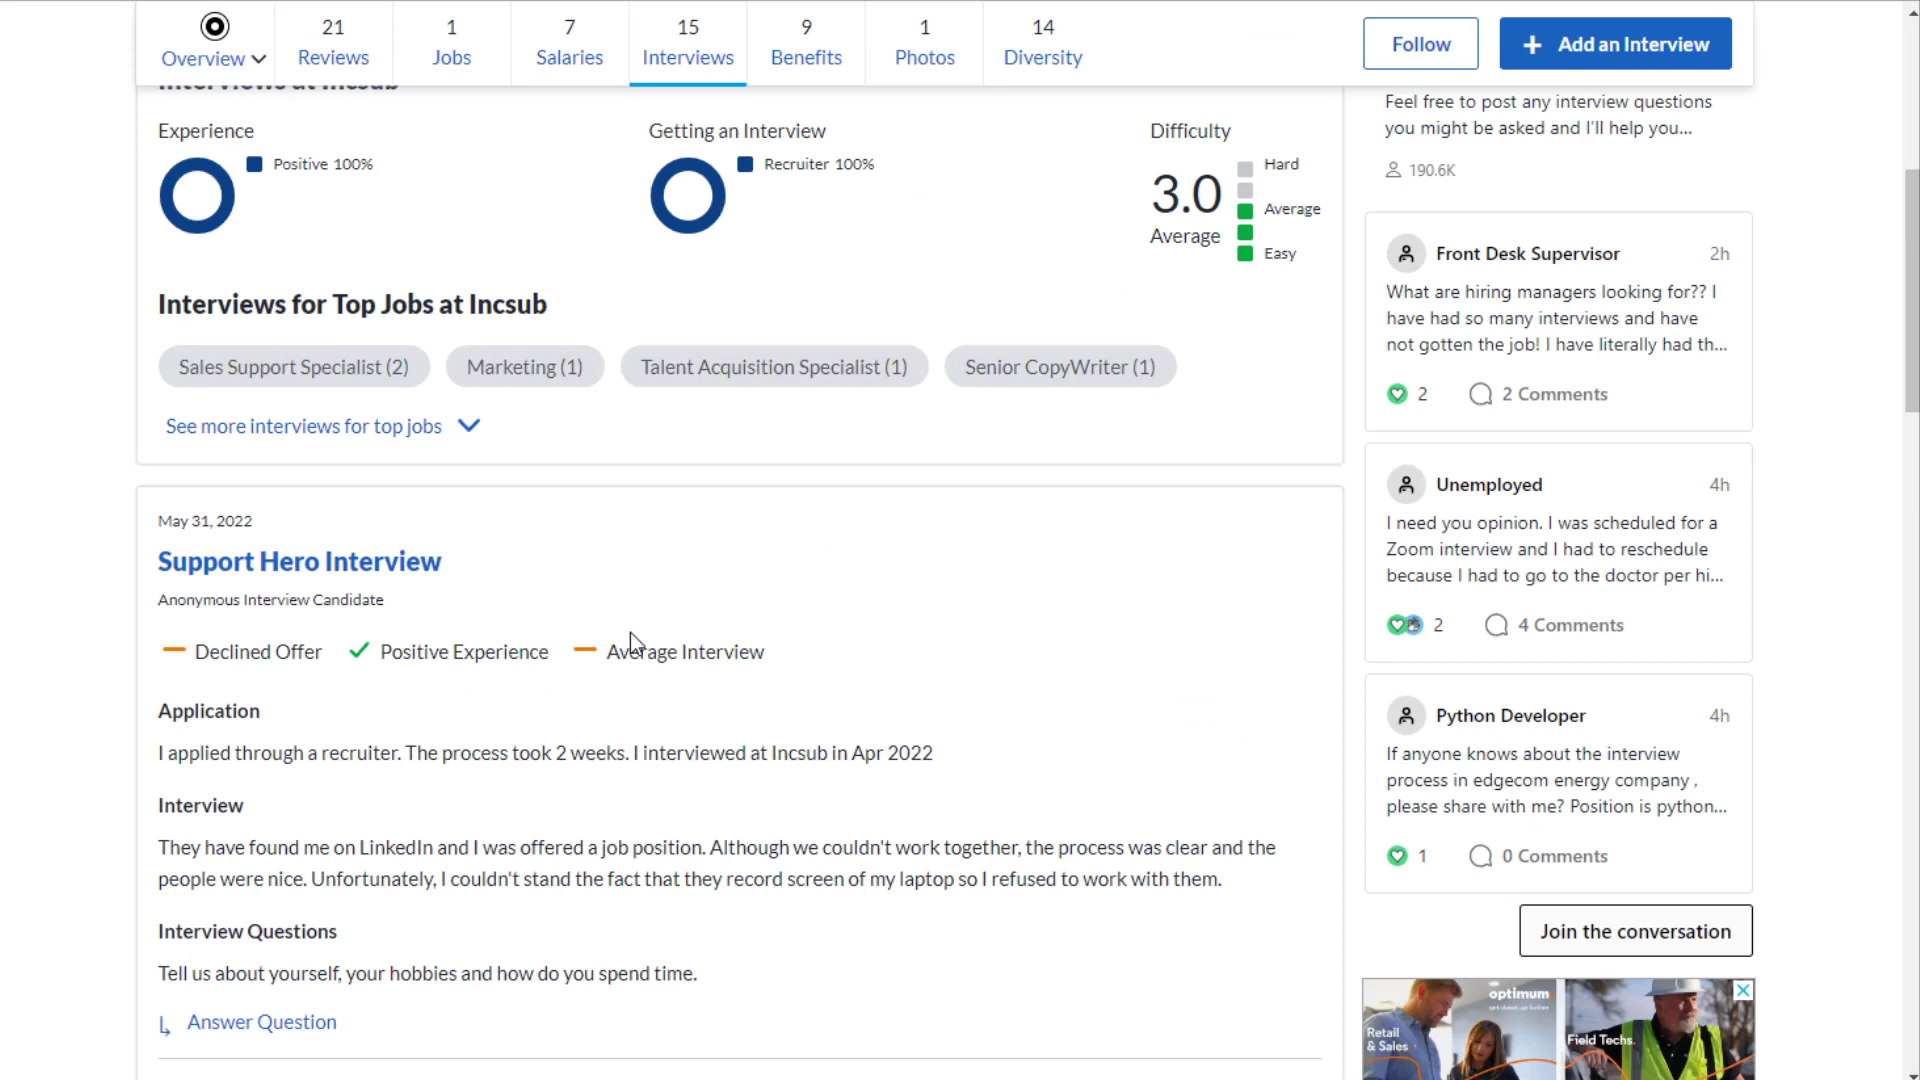 Overview
21
Reviews
1
Jobs
7
Salaries
15
Interviews
9
Benefits
1
Photos
14
Diversity
Follow
+ Add an Interview
Interviews at Incsub
Experience
Positive 100%
Getting an Interview
Recruiter 100%
Difficulty
3.0
Average
Hard
Average
Easy
Interviews for Top Jobs at Incsub
Sales Support Specialist (2)
Marketing (1)
Talent Acquisition Specialist (1)
Senior CopyWriter (1)
See more interviews for top jobs
May 31, 2022
Support Hero Interview
Anonymous Interview Candidate
Declined Offer
Positive Experience
Average Interview
Application
I applied through a recruiter. The process took 2 weeks. I interviewed at Incsub in Apr 2022
Interview
They have found me on LinkedIn and I was offered a job position. Although we couldn't work together, the process was clear and the
people were nice. Unfortunately, I couldn't stand the fact that they record screen of my laptop so I refused to work with them.
Interview Questions
Tell us about yourself, your hobbies and how do you spend time.
Answer Question
Feel free to post any interview questions
you might be asked and I'll help you...
190.6K
Front Desk Supervisor
2h
What are hiring managers looking for?? I
have had so many interviews and have
not gotten the job! I have literally had th...
2
2 Comments
Unemployed
4h
I need you opinion. I was scheduled for a
Zoom interview and I had to reschedule
because I had to go to the doctor per hi...
2
4 Comments
Python Developer
4h
If anyone knows about the interview
process in edgecom energy company ,
please share with me? Position is python...
1
0 Comments
Join the conversation
optimum.
Retail
& Sales
Field Techs.